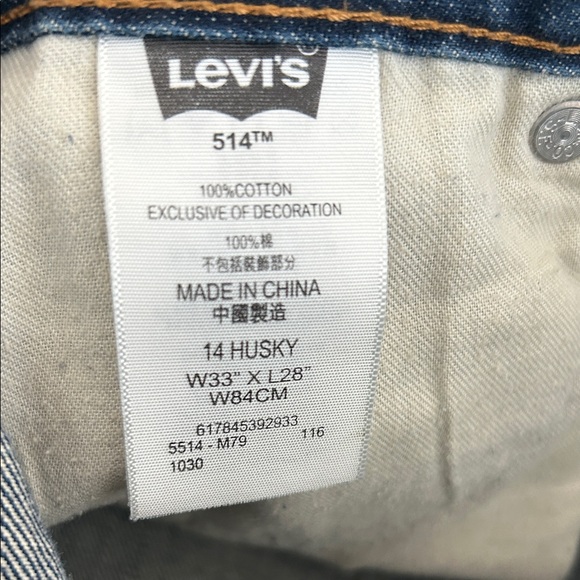 LEVI'S
514™
100%COTTON
EXCLUSIVE OF DECORATION
100%棉
不包括裝飾部分
MADE IN CHINA
中國製造
14 HUSKY
W33" X L28"
W84CM
617845392933
5514 - M79 116
1030